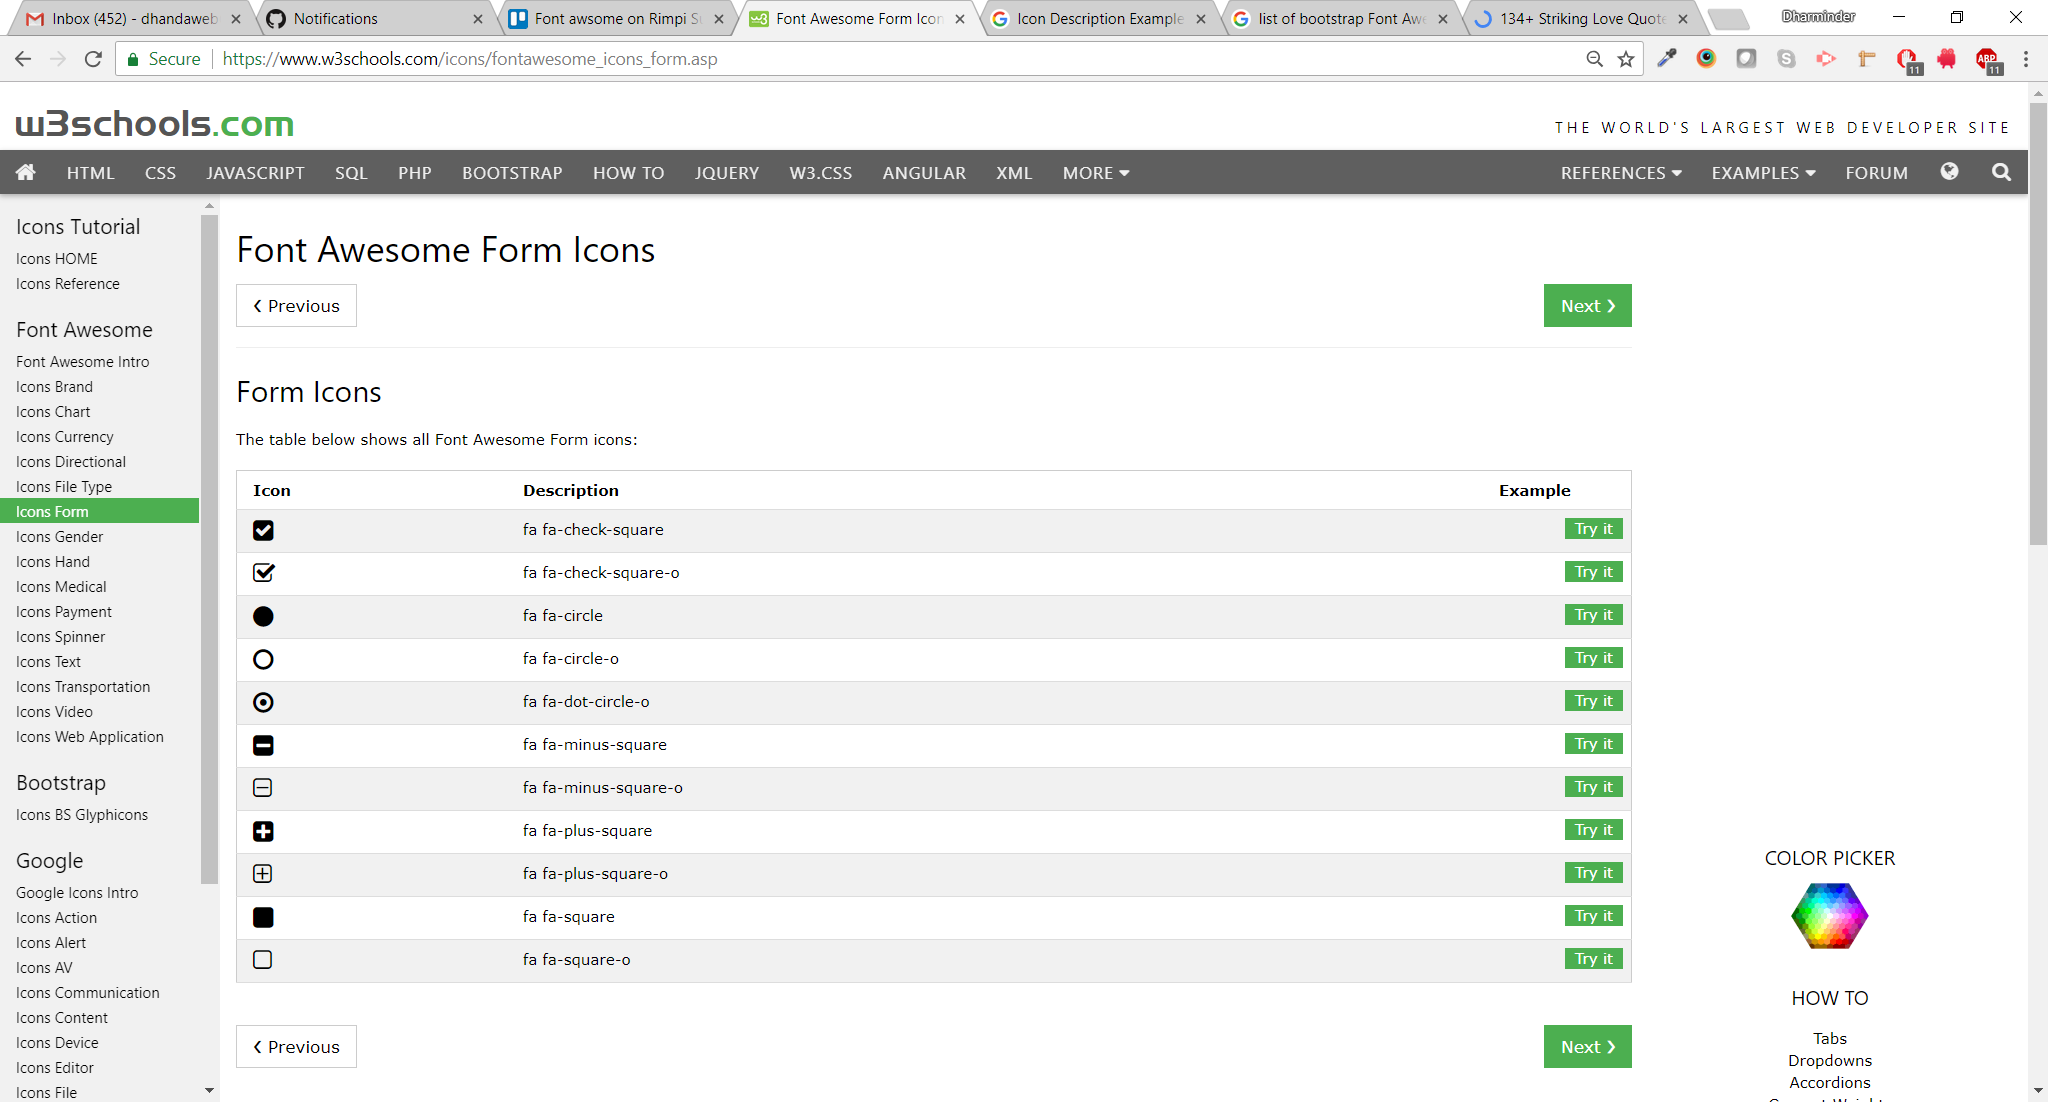 Inbox (452) - dhandaweb
Notifications
Font awsome on Rimpi Su
Font Awesome Form Icon
Icon Description Example
list of bootstrap Font Awe
134+ Striking Love Quote
Dharminder
Secure
https://www.w3schools.com/icons/fontawesome_icons_form.asp
11
ABP
11
w3schools.com
THE WORLD'S LARGEST WEB DEVELOPER SITE
HTML CSS JAVASCRIPT SQL PHP BOOTSTRAP HOW TO JQUERY W3.CSS ANGULAR XML MORE REFERENCES EXAMPLES FORUM
Icons Tutorial
Icons HOME
Icons Reference
Font Awesome
Font Awesome Intro
Icons Brand
Icons Chart
Icons Currency
Icons Directional
Icons File Type
Icons Form
Icons Gender
Icons Hand
Icons Medical
Icons Payment
Icons Spinner
Icons Text
Icons Transportation
Icons Video
Icons Web Application
Bootstrap
Icons BS Glyphicons
Google
Google Icons Intro
Icons Action
Icons Alert
Icons AV
Icons Communication
Icons Content
Icons Device
Icons Editor
Icons File
Font Awesome Form Icons
❮ Previous
Next ❯
Form Icons
The table below shows all Font Awesome Form icons:
Icon Description Example
fa fa-check-square Try it
fa fa-check-square-o Try it
fa fa-circle Try it
fa fa-circle-o Try it
fa fa-dot-circle-o Try it
fa fa-minus-square Try it
fa fa-minus-square-o Try it
fa fa-plus-square Try it
fa fa-plus-square-o Try it
fa fa-square Try it
fa fa-square-o Try it
❮ Previous
Next ❯
COLOR PICKER
HOW TO
Tabs
Dropdowns
Accordions